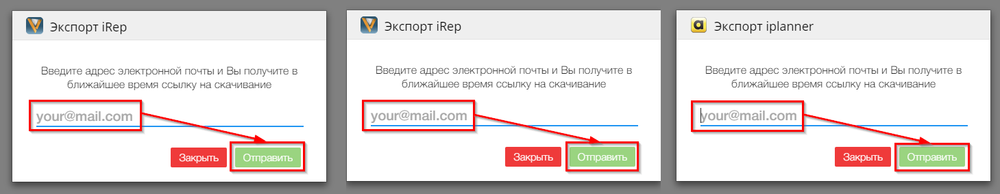 Экспорт iRep
Введите адрес электронной почты и Вы получите в
ближайшее время ссылку на скачивание
your@mail.com
Закрыть
Отправить
Экспорт iRep
Введите адрес электронной почты и Вы получите в
ближайшее время ссылку на скачивание
your@mail.com
Закрыть
Отправить
a
Экспорт iplanner
Введите адрес электронной почты и Вы получите в
ближайшее время ссылку на скачивание
your@mail.com
Закрыть
Отправить